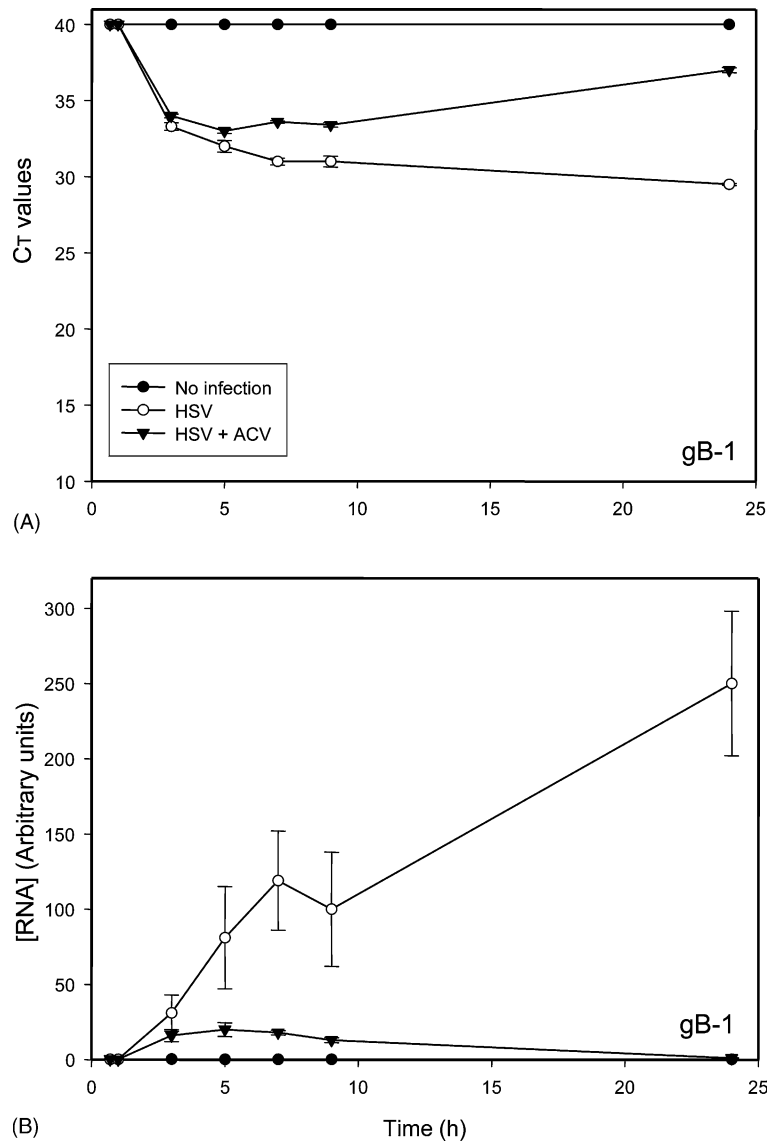 40
35
30
25
20
15
10
CT values
No infection
HSV
HSV + ACV
gB-1
0 5 10 15 20 25
(A)
300
250
200
150
100
50
0
[RNA] (Arbitrary units)
gB-1
0 5 10 15 20 25
(B)
Time (h)